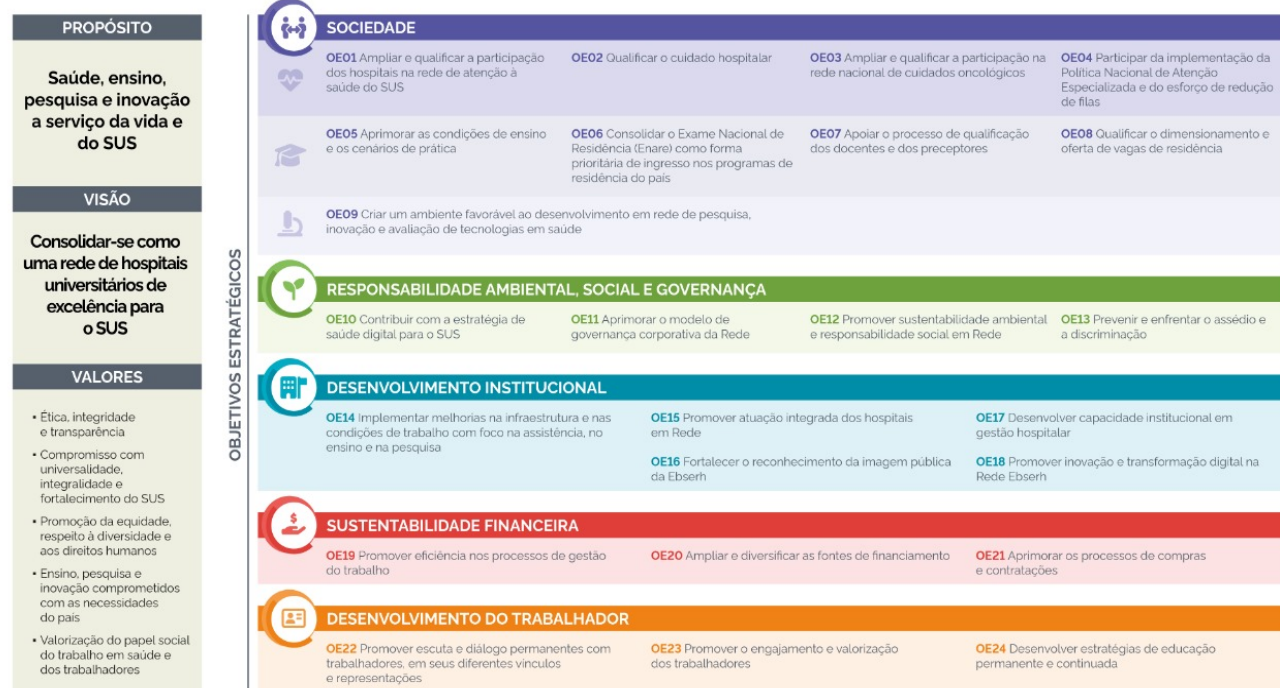 PROPÓSITO
Saúde, ensino,
pesquisa e inovação
a serviço da vida e
do SUS
VISÃO
Consolidar-se como
uma rede de hospitais
universitários de
excelência para
o SUS
VALORES
▪ Ética, integridade
e transparência
▪ Compromisso com
universalidade,
integralidade e
fortalecimento do SUS
▪ Promoção da equidade,
respeito à diversidade e
aos direitos humanos
▪ Ensino, pesquisa e
inovação comprometidos
com as necessidades
do país
▪ Valorização do papel social
do trabalho em saúde e
dos trabalhadores
OBJETIVOS ESTRATÉGICOS
SOCIEDADE
OE01 Ampliar e qualificar a participação
dos hospitais na rede de atenção à
saúde do SUS
OE02 Qualificar o cuidado hospitalar
OE03 Ampliar e qualificar a participação na
rede nacional de cuidados oncológicos
OE04 Participar da implementação da
Política Nacional de Atenção
Especializada e do esforço de redução
de filas
OE05 Aprimorar as condições de ensino
e os cenários de prática
OE06 Consolidar o Exame Nacional de
Residência (Enare) como forma
prioritária de ingresso nos programas de
residência do país
OE07 Apoiar o processo de qualificação
dos docentes e dos preceptores
OE08 Qualificar o dimensionamento e
oferta de vagas de residência
OE09 Criar um ambiente favorável ao desenvolvimento em rede de pesquisa,
inovação e avaliação de tecnologias em saúde
RESPONSABILIDADE AMBIENTAL, SOCIAL E GOVERNANÇA
OE10 Contribuir com a estratégia de
saúde digital para o SUS
OE11 Aprimorar o modelo de
governança corporativa da Rede
OE12 Promover sustentabilidade ambiental
e responsabilidade social em Rede
OE13 Prevenir e enfrentar o assédio e
a discriminação
DESENVOLVIMENTO INSTITUCIONAL
OE14 Implementar melhorias na infraestrutura e nas
condições de trabalho com foco na assistência, no
ensino e na pesquisa
OE15 Promover atuação integrada dos hospitais
em Rede
OE16 Fortalecer o reconhecimento da imagem pública
da Ebserh
OE17 Desenvolver capacidade institucional em
gestão hospitalar
OE18 Promover inovação e transformação digital na
Rede Ebserh
SUSTENTABILIDADE FINANCEIRA
OE19 Promover eficiência nos processos de gestão
do trabalho
OE20 Ampliar e diversificar as fontes de financiamento
OE21 Aprimorar os processos de compras
e contratações
DESENVOLVIMENTO DO TRABALHADOR
OE22 Promover escuta e diálogo permanentes com
trabalhadores, em seus diferentes vínculos
e representações
OE23 Promover o engajamento e valorização
dos trabalhadores
OE24 Desenvolver estratégias de educação
permanente e continuada